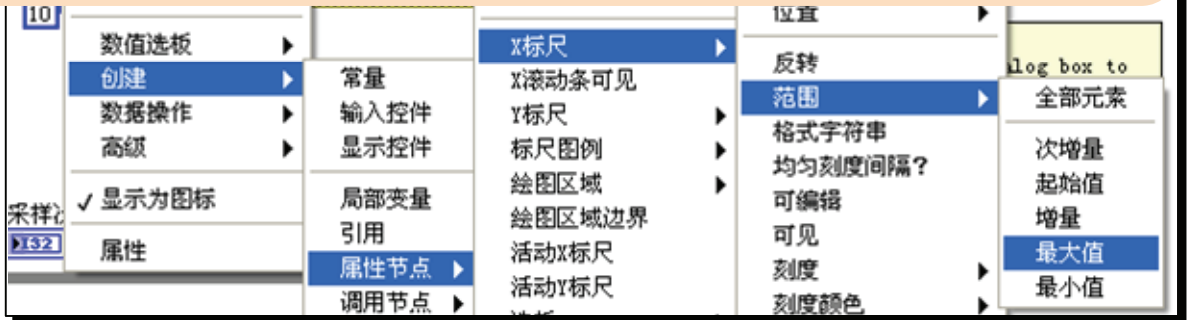 10
数值选板
创建
数据操作
高级
✓ 显示为图标
属性
采样
I32
常量
输入控件
显示控件
局部变量
引用
属性节点
调用节点
X标尺
X滚动条可见
Y标尺
标尺图例
绘图区域
绘图区域边界
活动X标尺
活动Y标尺
位置
反转
范围
格式字符串
均匀刻度间隔?
可编辑
可见
刻度
刻度颜色
alog box to
全部元素
次增量
起始值
增量
最大值
最小值